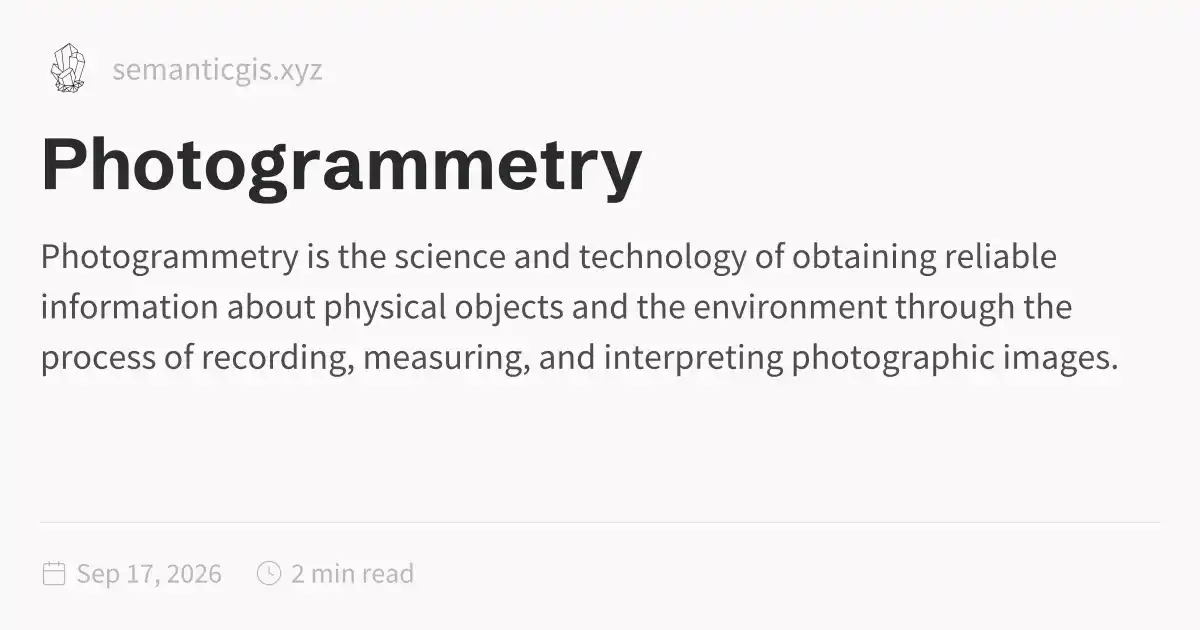 semanticgis.xyz
Photogrammetry
Photogrammetry is the science and technology of obtaining reliable
information about physical objects and the environment through the
process of recording, measuring, and interpreting photographic images.
Sep 17, 2026 2 min read